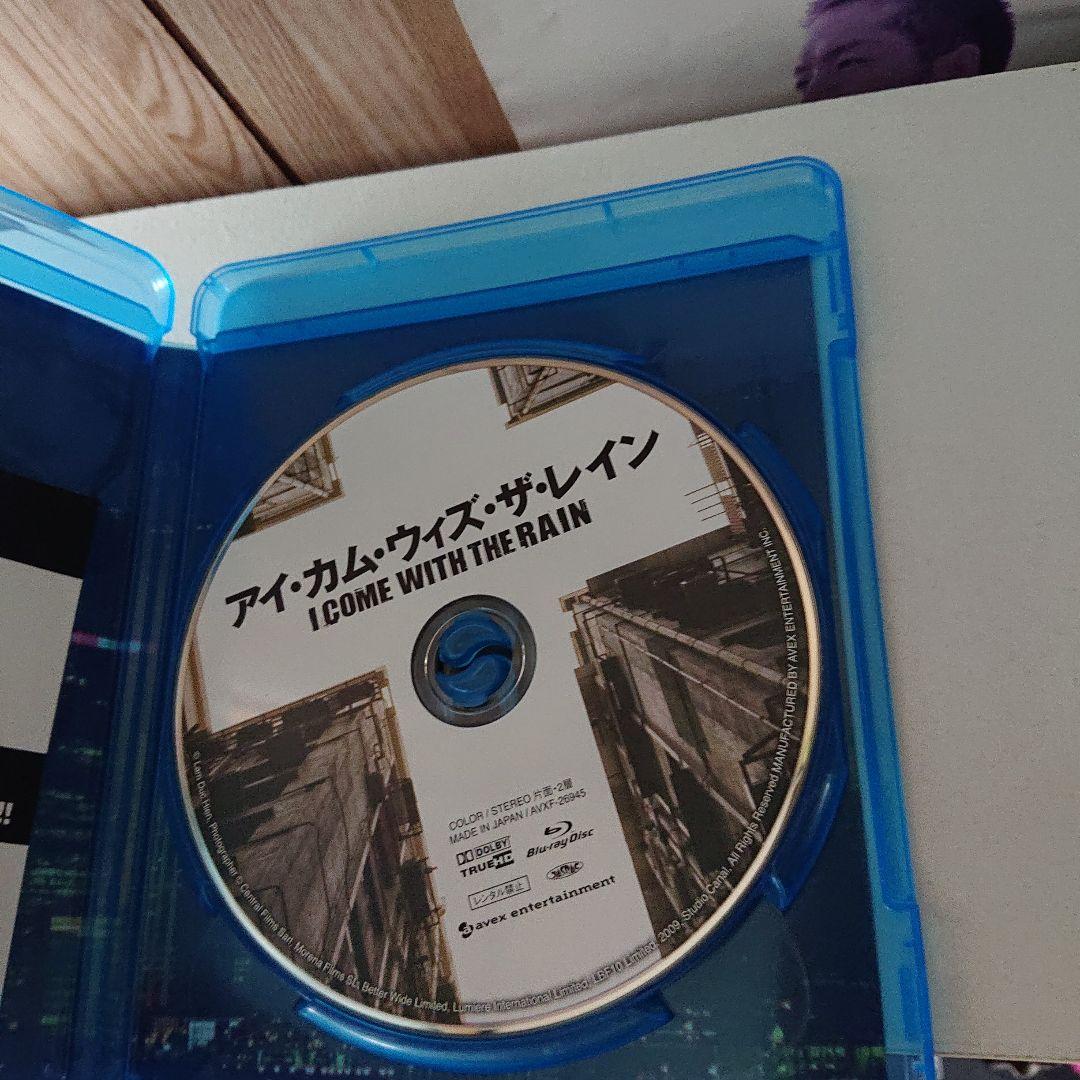 アイ・カム・ウィズ・ザ・レイン
I COME WITH THE RAIN
COLOR / STEREO 片面・2層
MADE IN JAPAN / AVXF-26945
DOLBY
TRUEHD
Blu-ray Disc
レンタル禁止
avex entertainment
© Lam Duc Hien, Photographer © Central Films Sarl, Morena Films SL, Better Wide Limited, Lumiere International Limited, LBF10 Limited, 2009, Studio Canal. All Rights Reserved MANUFACTURED BY AVEX ENTERTAINMENT INC.
!!